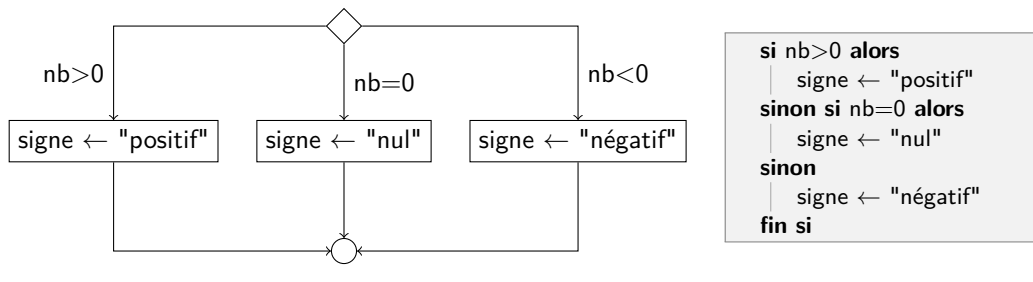 nb>0
nb=0
nb<0
signe ← "positif"
signe ← "nul"
signe ← "négatif"
si nb>0 alors
signe ← "positif"
sinon si nb=0 alors
signe ← "nul"
sinon
signe ← "négatif"
fin si